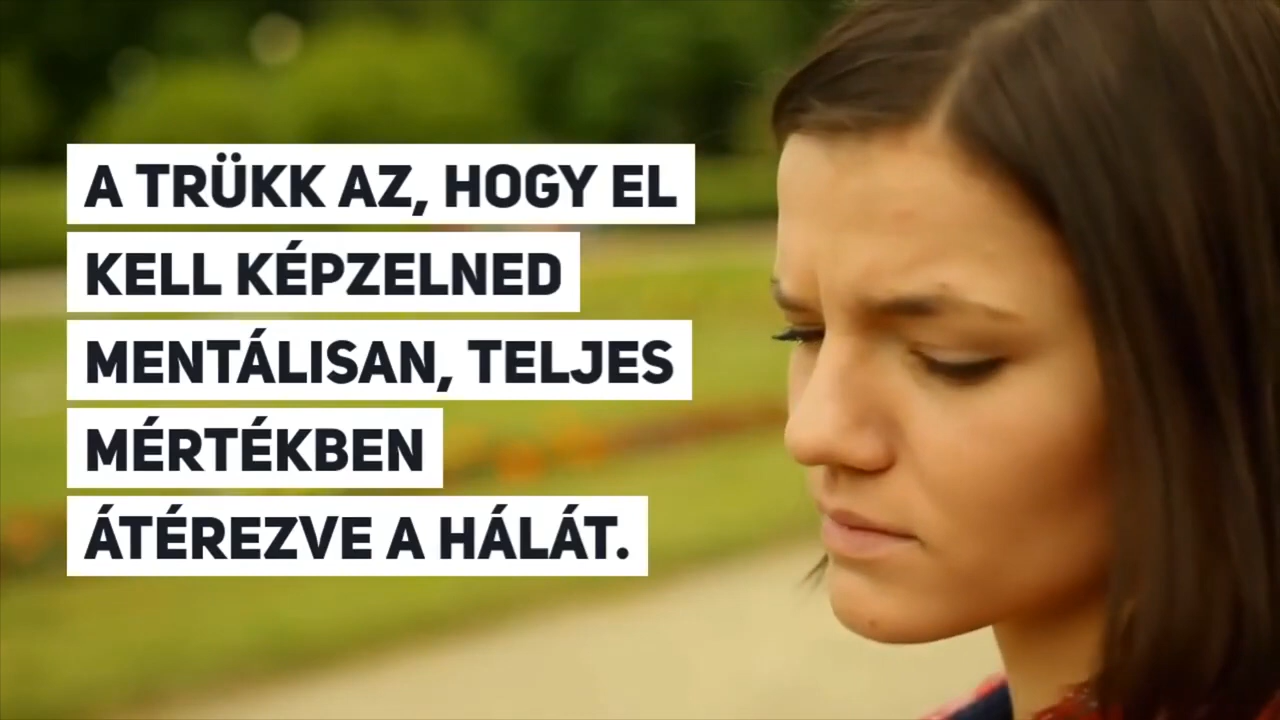 A TRÜKK AZ, HOGY EL
KELL KÉPZELNED
MENTÁLISAN, TELJES
MÉRTÉKBEN
ÁTÉREZVE A HÁLÁT.